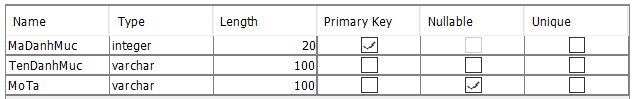 Name Type Length Primary Key Nullable Unique
MaDanhMuc integer 20
TenDanhMuc varchar 100
MoTa varchar 100